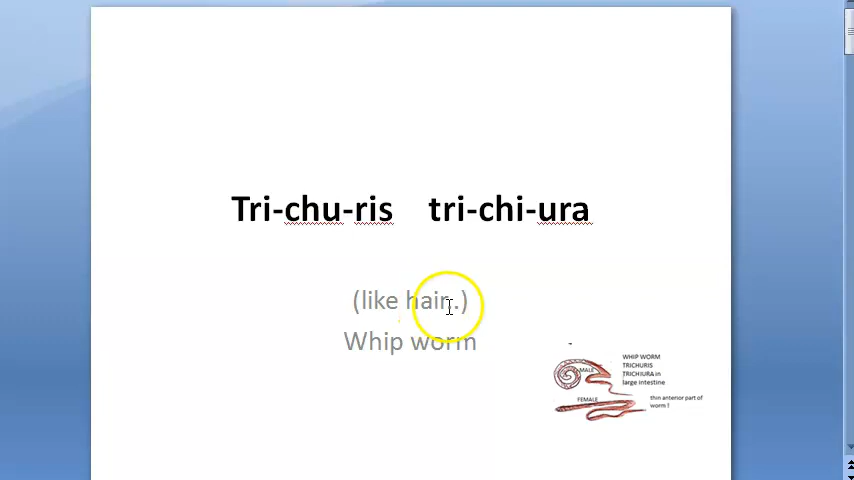 Tri-chu-ris tri-chi-ura
(like hair.)
Whip worm
WHIP WORM
TRICHURIS
TRICHIURA in
large intestine
MALE
FEMALE
thin anterior part of
worm !